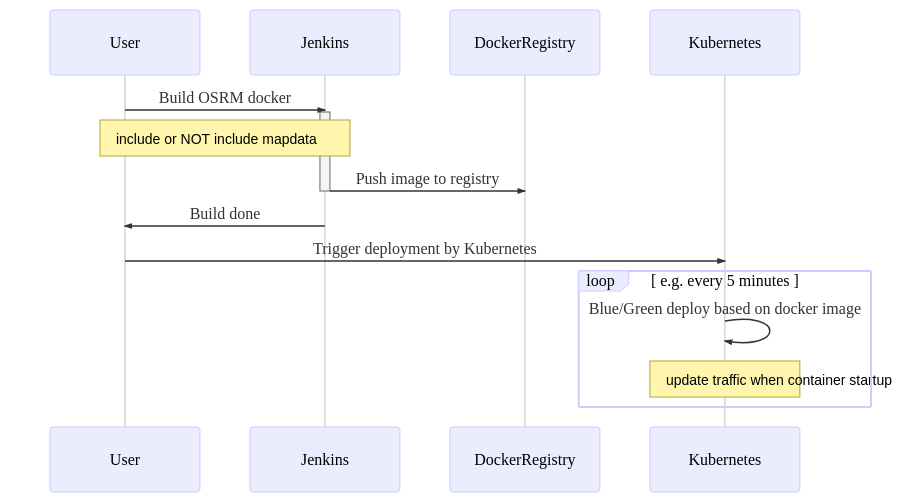 User
Jenkins
DockerRegistry
Kubernetes
Build OSRM docker
include or NOT include mapdata
Push image to registry
Build done
Trigger deployment by Kubernetes
loop
[ e.g. every 5 minutes ]
Blue/Green deploy based on docker image
update traffic when container startup
User
Jenkins
DockerRegistry
Kubernetes